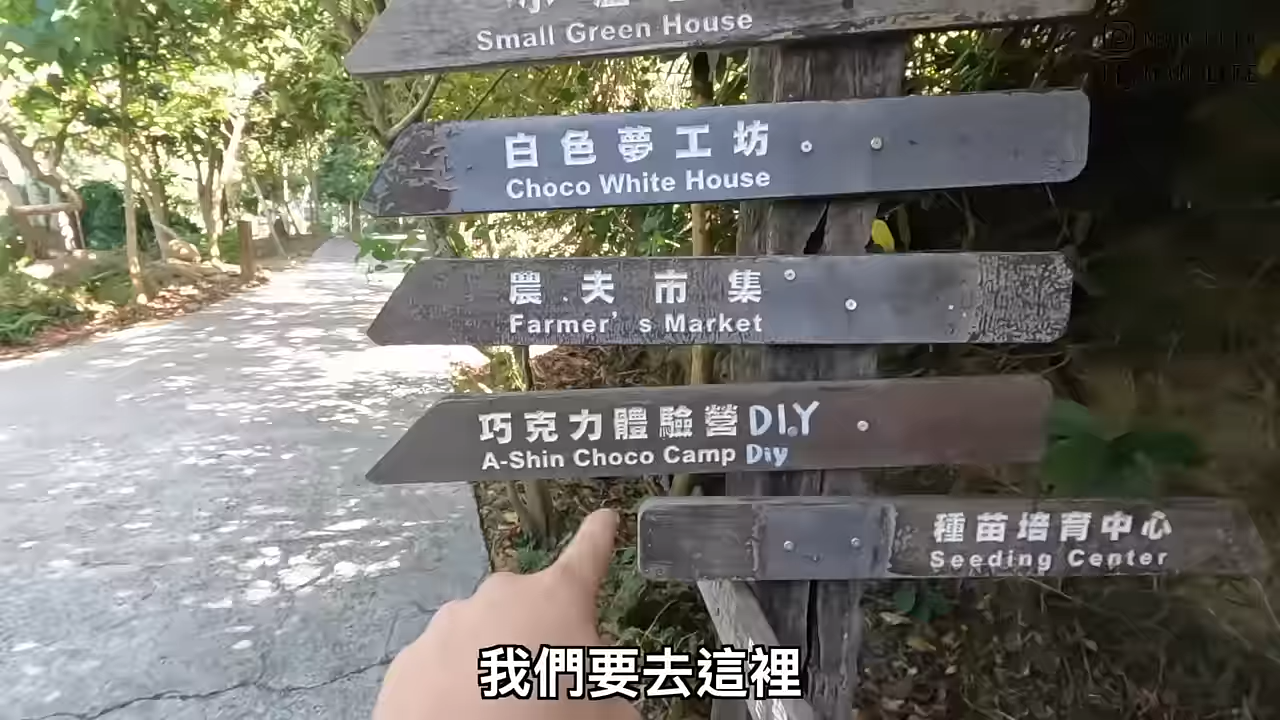 Small Green House
白色夢工坊
Choco White House
農夫市集
Farmer's Market
巧克力體驗營DIY
A-Shin Choco Camp Diy
種苗培育中心
Seeding Center
我們要去這裡